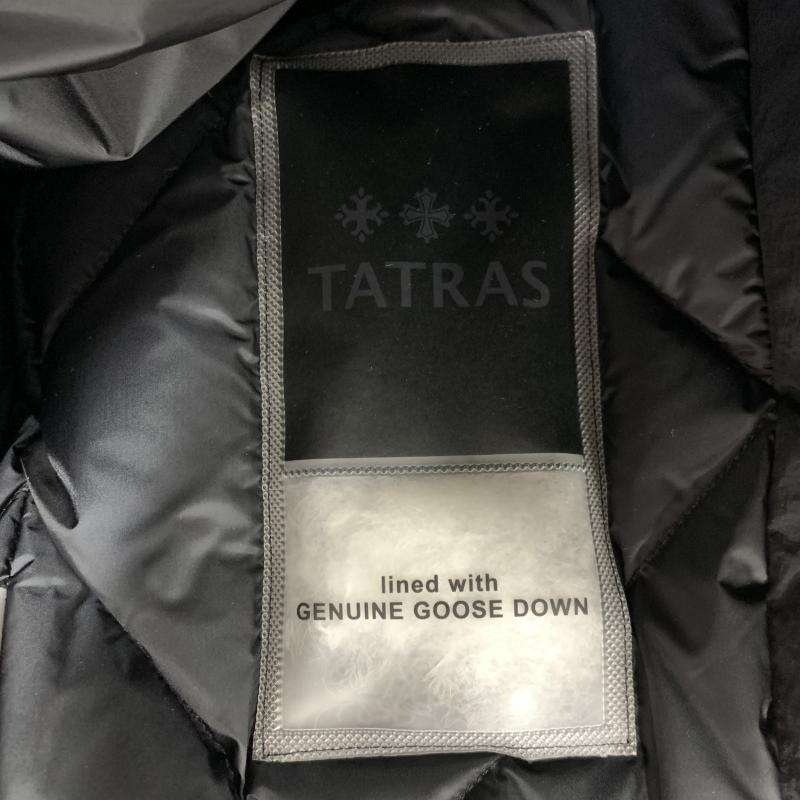 TATRAS
lined with
GENUINE GOOSE DOWN